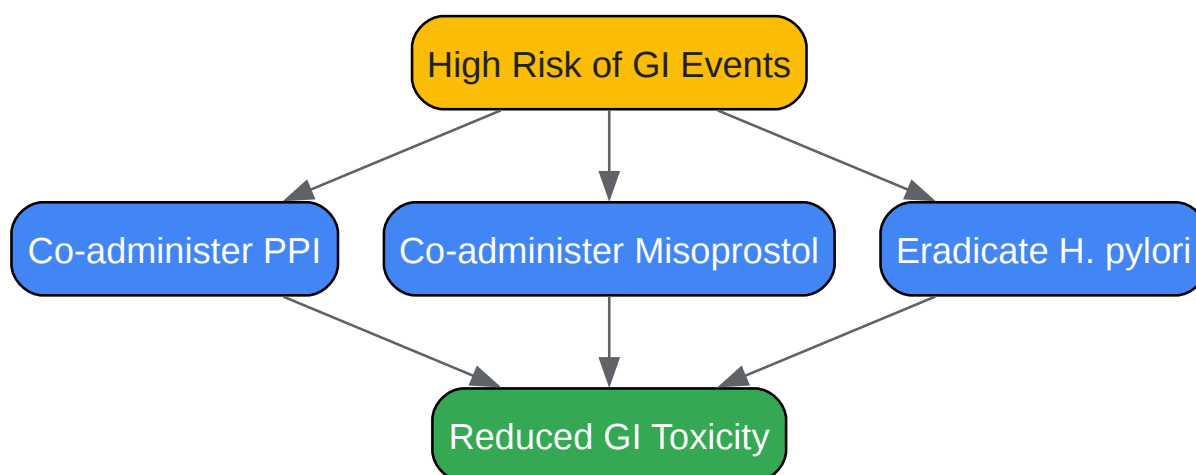 High Risk of GI Events
Co-administer PPI
Co-administer Misoprostol
Eradicate H. pylori
Reduced GI Toxicity